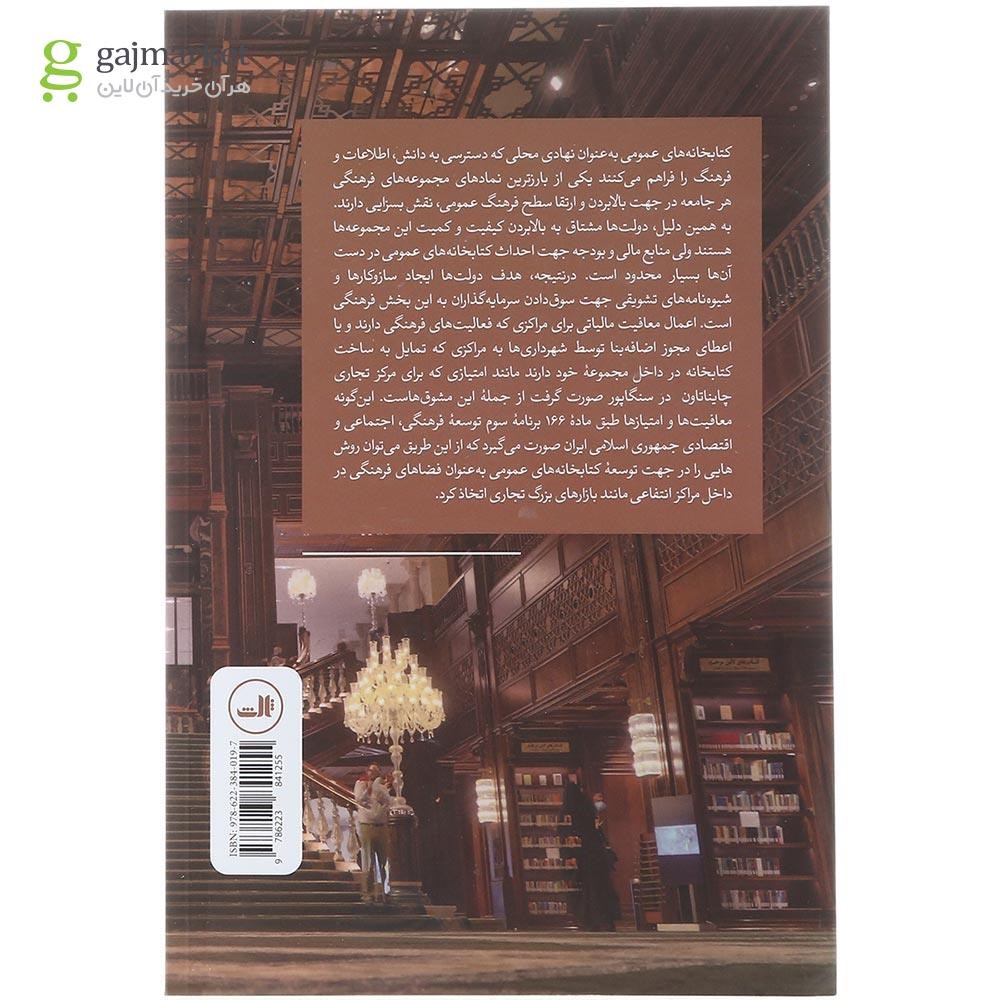 gajmarket
هر آن خرید آن لاین
کتابخانه‌های عمومی به‌عنوان نهادی محلی که دسترسی به دانش، اطلاعات و
فرهنگ را فراهم می‌کنند یکی از بارزترین نمادهای مجموعه‌های فرهنگی
هر جامعه در جهت بالابردن و ارتقا سطح فرهنگ عمومی، نقش بسزایی دارند.
به همین دلیل، دولت‌ها مشتاق به بالابردن کیفیت و کمیت این مجموعه‌ها
هستند ولی منابع مالی و بودجه جهت احداث کتابخانه‌های عمومی در دست
آن‌ها بسیار محدود است. درنتیجه، هدف دولت‌ها ایجاد سازوکارها و
شیوه‌نامه‌های تشویقی جهت سوق‌دادن سرمایه‌گذاران به این بخش فرهنگی
است. اعمال معافیت مالیاتی برای مراکزی که فعالیت‌های فرهنگی دارند و یا
اعطای مجوز اضافه‌بنا توسط شهرداری‌ها به مراکزی که تمایل به ساخت
کتابخانه در داخل مجموعهٔ خود دارند مانند امتیازی که برای مرکز تجاری
چایناتاون در سنگاپور صورت گرفت از جملهٔ این مشوق‌هاست. این‌گونه
معافیت‌ها و امتیازها طبق مادهٔ ۱۶۶ برنامهٔ سوم توسعهٔ فرهنگی، اجتماعی و
اقتصادی جمهوری اسلامی ایران صورت می‌گیرد که از این طریق می‌توان روش
هایی را در جهت توسعهٔ کتابخانه‌های عمومی به‌عنوان فضاهای فرهنگی در
داخل مراکز انتفاعی مانند بازارهای بزرگ تجاری اتخاذ کرد.
ثالث
ISBN: 978-622-384-019-7
9 786223 841255